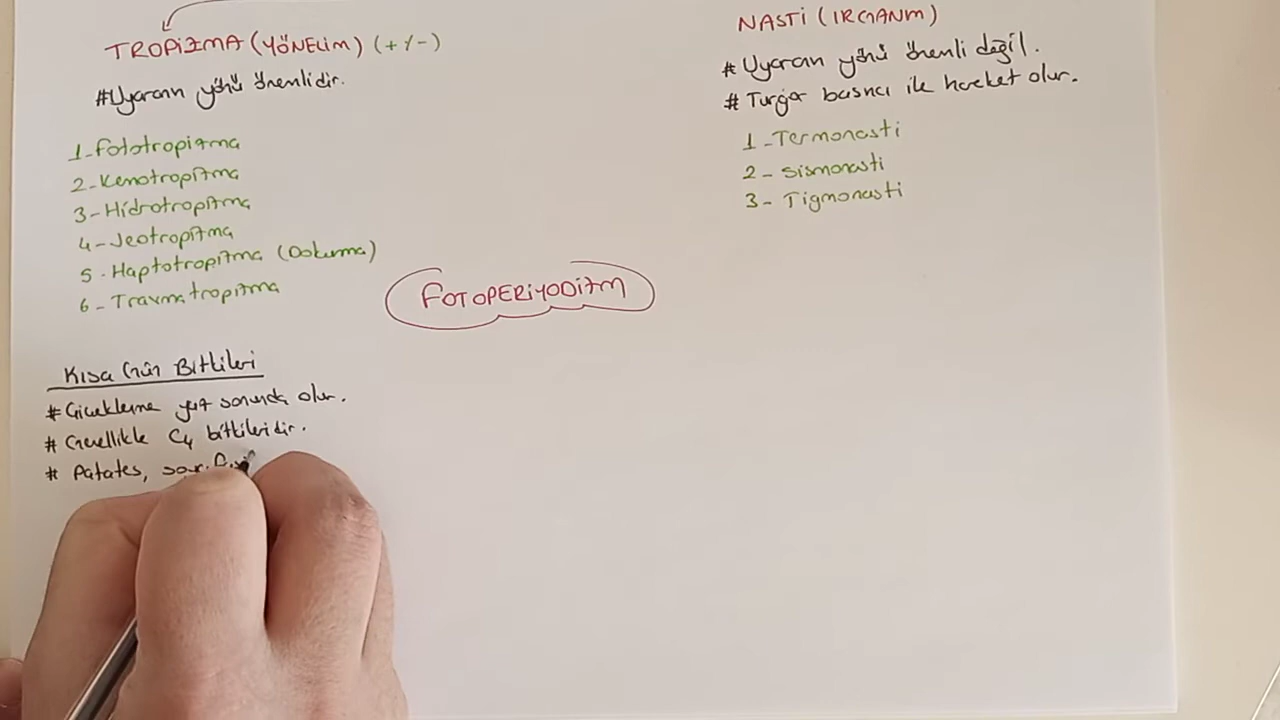 TROPİZMA (YÖNELİM) (+/-)
#Uyaran yönü önemlidir.
1-Fototropizma
2-Kemotropizma
3-Hidrotropizma
4-Jeotropizma
5-Haptotropizma (Dokunma)
6-Travmatropizma
NASTİ (IRGANIM)
#Uyaran yönü önemli değil.
#Turgor basıncı ile hareket olur.
1-Termonasti
2-Sismonasti
3-Tigmonasti
FOTOPERİYODİZM
Kısa Gün Bitkileri
#Çiçeklenme yaz sonunda olur.
#Genellikle C4 bitkileridir.
#Patates,